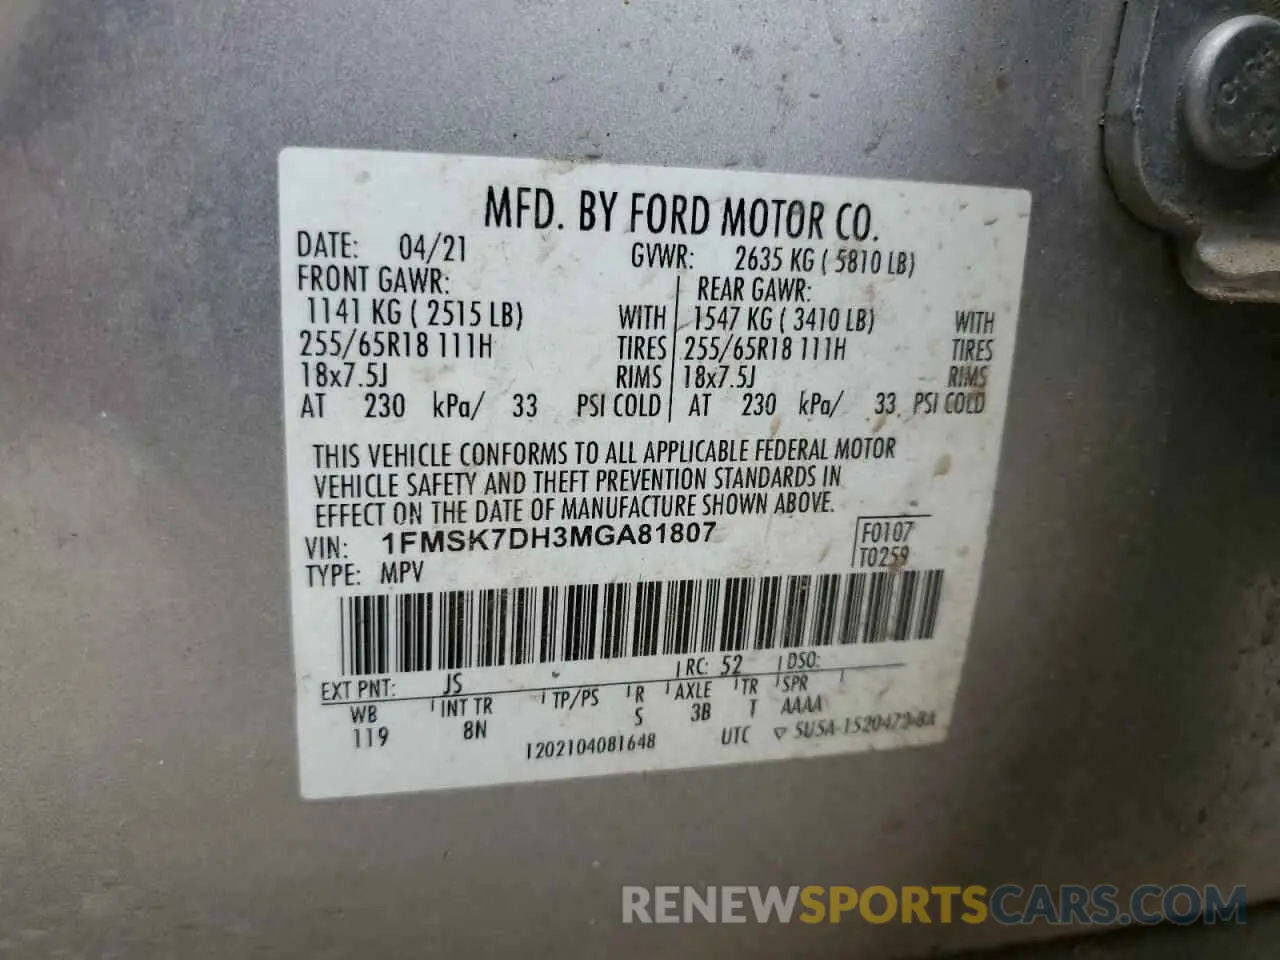 MFD. BY FORD MOTOR CO.
DATE: 04/21 GVWR: 2635 KG ( 5810 LB)
FRONT GAWR: REAR GAWR:
1141 KG ( 2515 LB) WITH 1547 KG ( 3410 LB) WITH
255/65R18 111H TIRES 255/65R18 111H TIRES
18x7.5J RIMS 18x7.5J RIMS
AT 230 kPa/ 33 PSI COLD AT 230 kPa/ 33 PSI COLD
THIS VEHICLE CONFORMS TO ALL APPLICABLE FEDERAL MOTOR
VEHICLE SAFETY AND THEFT PREVENTION STANDARDS IN
EFFECT ON THE DATE OF MANUFACTURE SHOWN ABOVE.
VIN: 1FMSK7DH3MGA81807 F0107
TYPE: MPV T0259
EXT PNT: JS RC: 52 DSO:
WB INT TR TP/PS R AXLE TR SPR
119 8N S 3B T AAAA
1202104081648 UTC
RENEWSPORTSCARS.COM